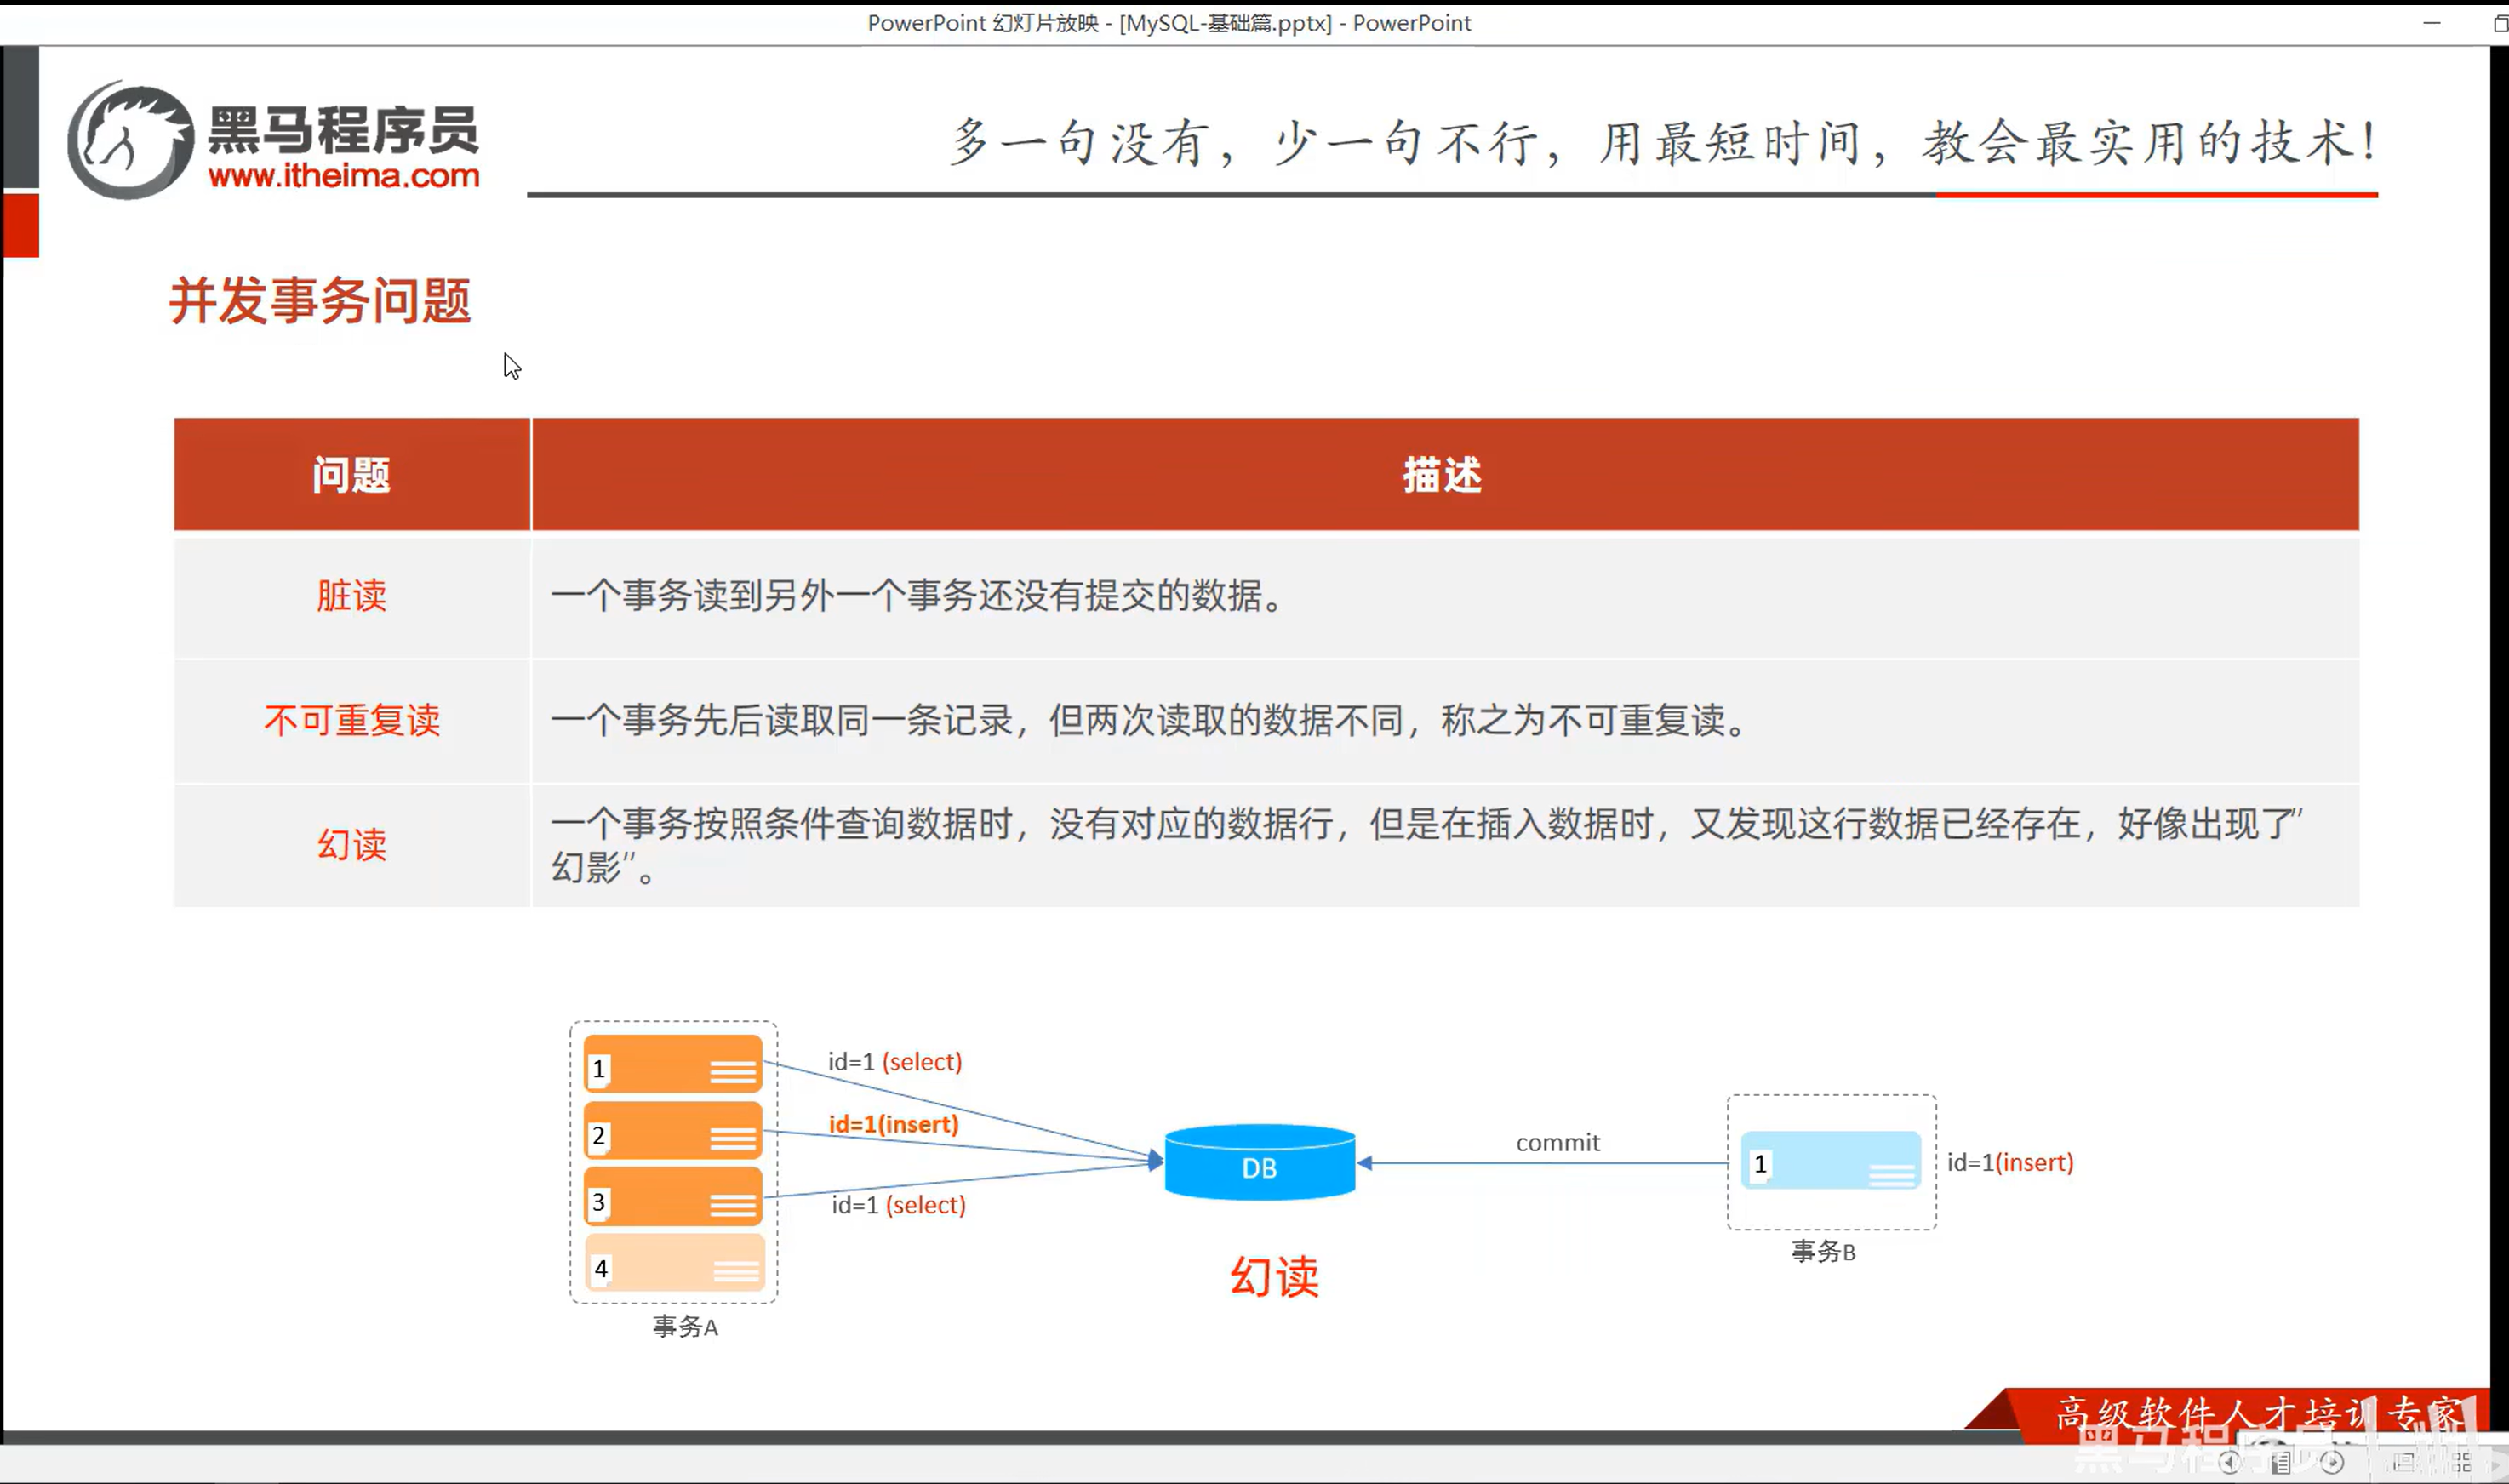 PowerPoint 幻灯片放映 - [MySQL-基础篇.pptx] - PowerPoint
黑马程序员
www.itheima.com
多一句没有，少一句不行，用最短时间，教会最实用的技术！
并发事务问题
问题 描述
脏读 一个事务读到另外一个事务还没有提交的数据。
不可重复读 一个事务先后读取同一条记录，但两次读取的数据不同，称之为不可重复读。
幻读 一个事务按照条件查询数据时，没有对应的数据行，但是在插入数据时，又发现这行数据已经存在，好像出现了”
幻影”。
1
id=1 (select)
2
id=1(insert)
3
id=1 (select)
4
事务A
DB
幻读
commit
1
id=1(insert)
事务B
高级软件人才培训专家
黑马程序员